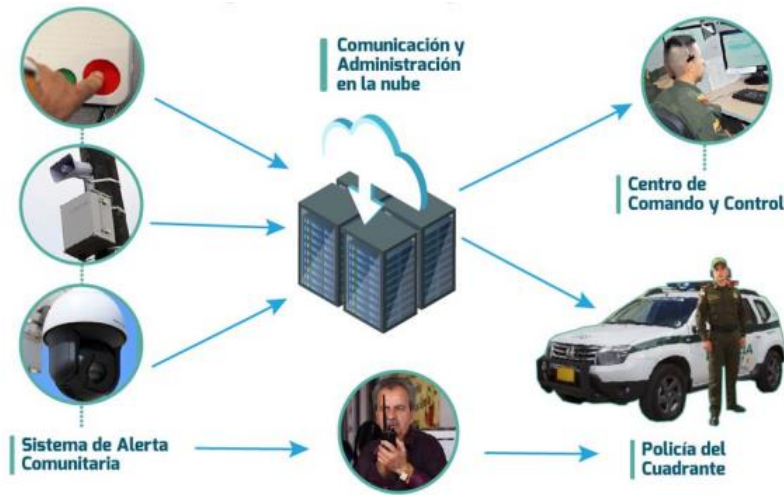 Comunicación y
Administración
en la nube
Centro de
Comando y Control
Sistema de Alerta
Comunitaria
Policía del
Cuadrante